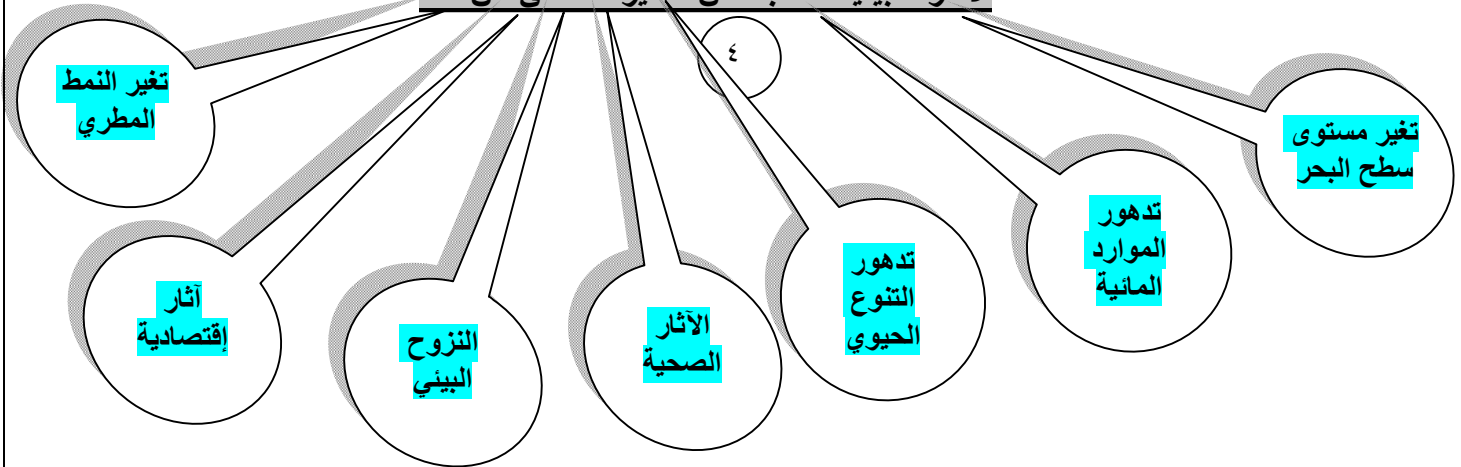 ٤
تغير مستوى
سطح البحر
تدهور
الموارد
المائية
تدهور
التنوع
الحيوي
الآثار
الصحية
النزوح
البيئي
آثار
إقتصادية
تغير النمط
المطري